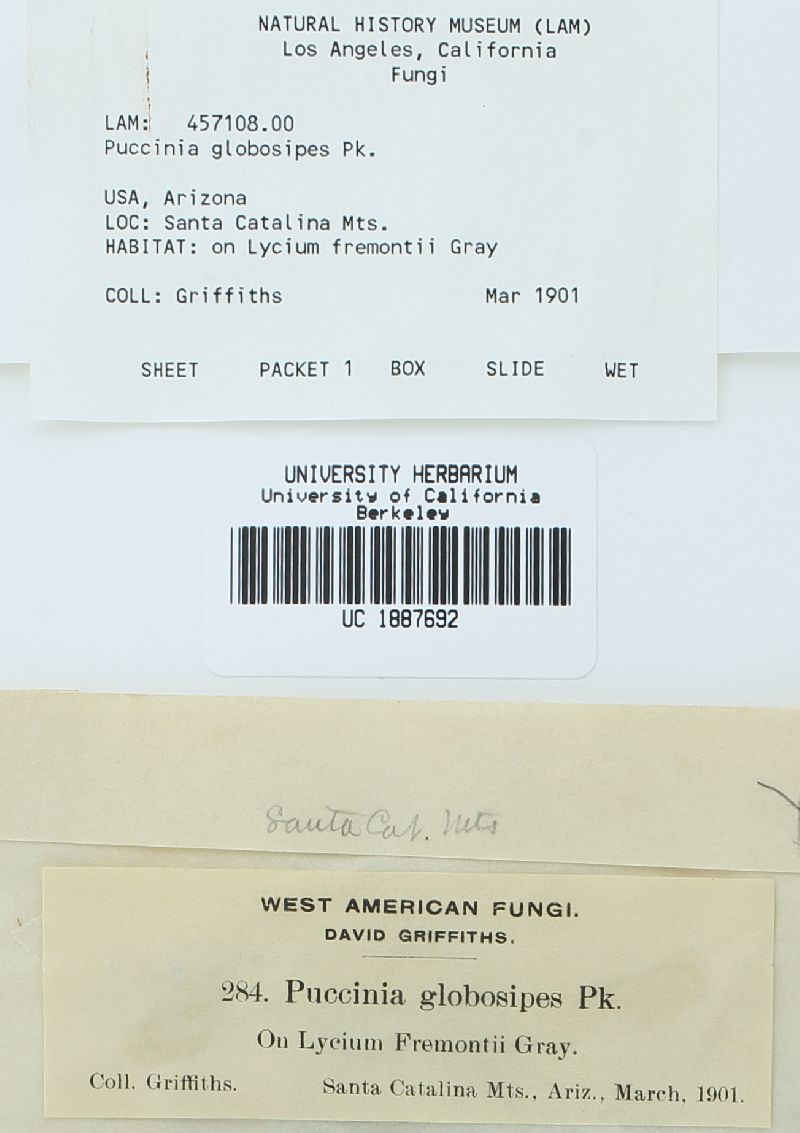 NATURAL HISTORY MUSEUM (LAM)
Los Angeles, California
Fungi
LAM: 457108.00
Puccinia globosipes Pk.
USA, Arizona
LOC: Santa Catalina Mts.
HABITAT: on Lycium fremontii Gray
COLL: Griffiths Mar 1901
SHEET PACKET 1 BOX SLIDE WET
UNIVERSITY HERBARIUM
University of California
Berkeley
UC 1887692
Santa Cat. Mts
WEST AMERICAN FUNGI.
DAVID GRIFFITHS.
284. Puccinia globosipes Pk.
On Lycium Fremontii Gray.
Coll. Griffiths. Santa Catalina Mts., Ariz., March, 1901.